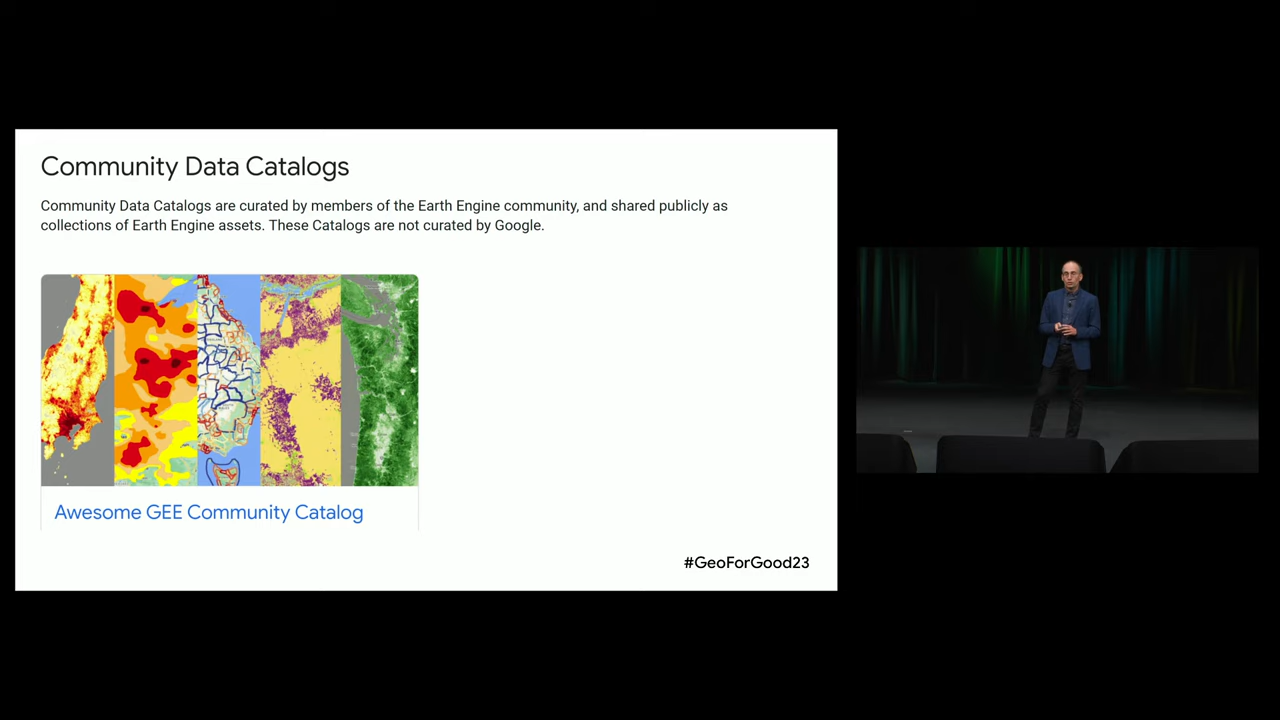 Community Data Catalogs
Community Data Catalogs are curated by members of the Earth Engine community, and shared publicly as
collections of Earth Engine assets. These Catalogs are not curated by Google.
Awesome GEE Community Catalog
#GeoForGood23